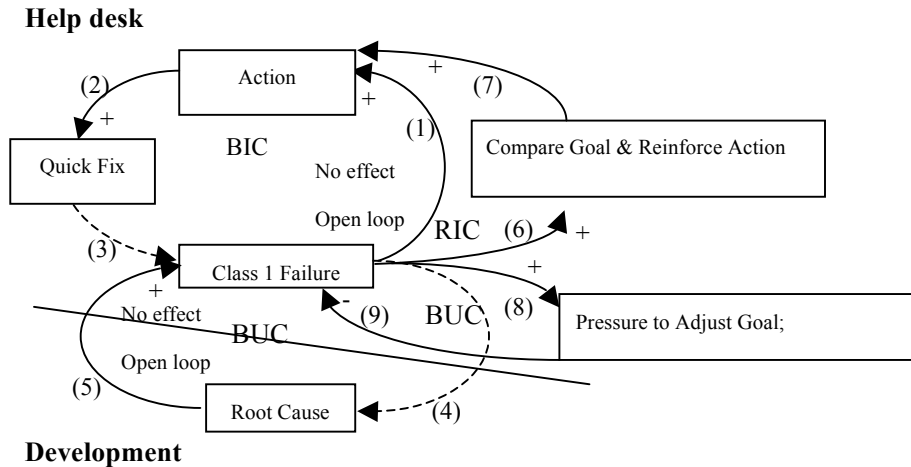 Help desk
Action
+
(7)
(2)
+
+
(1)
+
Compare Goal & Reinforce Action
BIC
Quick Fix
No effect
Open loop
RIC
(6)
+
(3)
Class 1 Failure
+
+
(8)
-
(9)
No effect
BUC
BUC
Pressure to Adjust Goal;
Open loop
(5)
Root Cause
(4)
Development